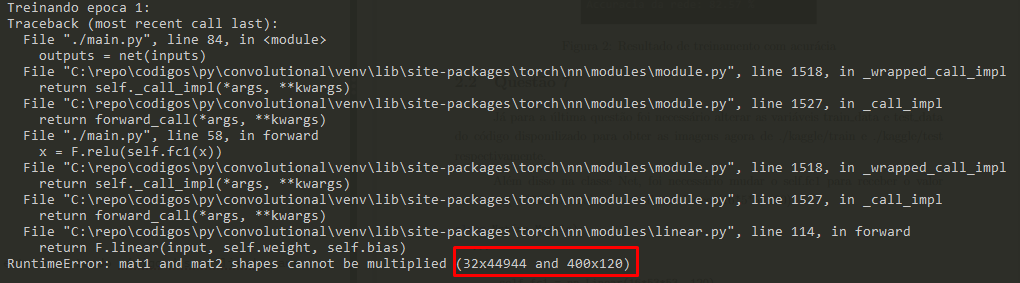 Treinando epoca 1:
Traceback (most recent call last):
  File "./main.py", line 84, in <module>
    outputs = net(inputs)
  File "C:\repo\codigos\py\convolutional\venv\lib\site-packages\torch\nn\modules\module.py", line 1518, in _wrapped_call_impl
    return self._call_impl(*args, **kwargs)
  File "C:\repo\codigos\py\convolutional\venv\lib\site-packages\torch\nn\modules\module.py", line 1527, in _call_impl
    return forward_call(*args, **kwargs)
  File "./main.py", line 58, in forward
    x = F.relu(self.fc1(x))
  File "C:\repo\codigos\py\convolutional\venv\lib\site-packages\torch\nn\modules\module.py", line 1518, in _wrapped_call_impl
    return self._call_impl(*args, **kwargs)
  File "C:\repo\codigos\py\convolutional\venv\lib\site-packages\torch\nn\modules\module.py", line 1527, in _call_impl
    return forward_call(*args, **kwargs)
  File "C:\repo\codigos\py\convolutional\venv\lib\site-packages\torch\nn\modules\linear.py", line 114, in forward
    return F.linear(input, self.weight, self.bias)
RuntimeError: mat1 and mat2 shapes cannot be multiplied (32x44944 and 400x120)